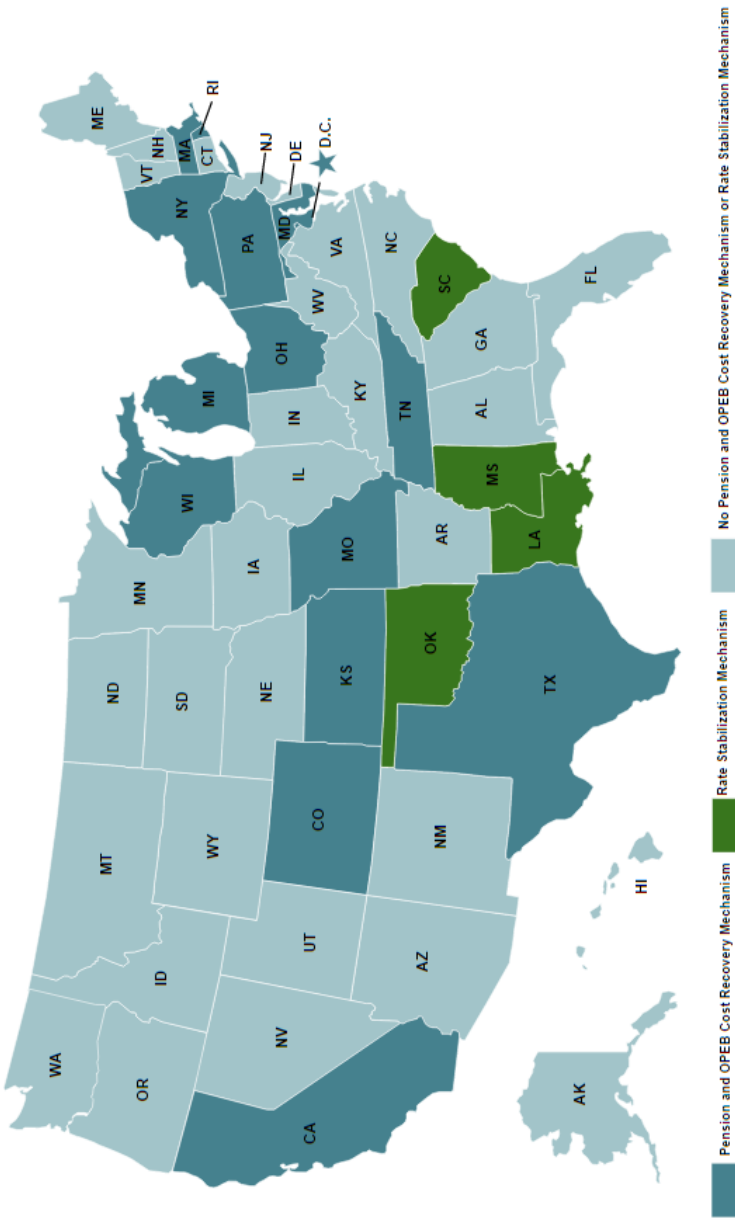 WA
OR
CA
NV
ID
MT
WY
UT
AZ
CO
NM
ND
SD
NE
KS
OK
TX
MN
IA
MO
AR
LA
WI
IL
MS
MI
IN
KY
TN
AL
OH
WV
GA
PA
VA
NC
SC
FL
NY
MD
VT
NH
MA
CT
ME
RI
NJ
DE
D.C.
AK
HI
Pension and OPEB Cost Recovery Mechanism
Rate Stabilization Mechanism
No Pension and OPEB Cost Recovery Mechanism or Rate Stabilization Mechanism